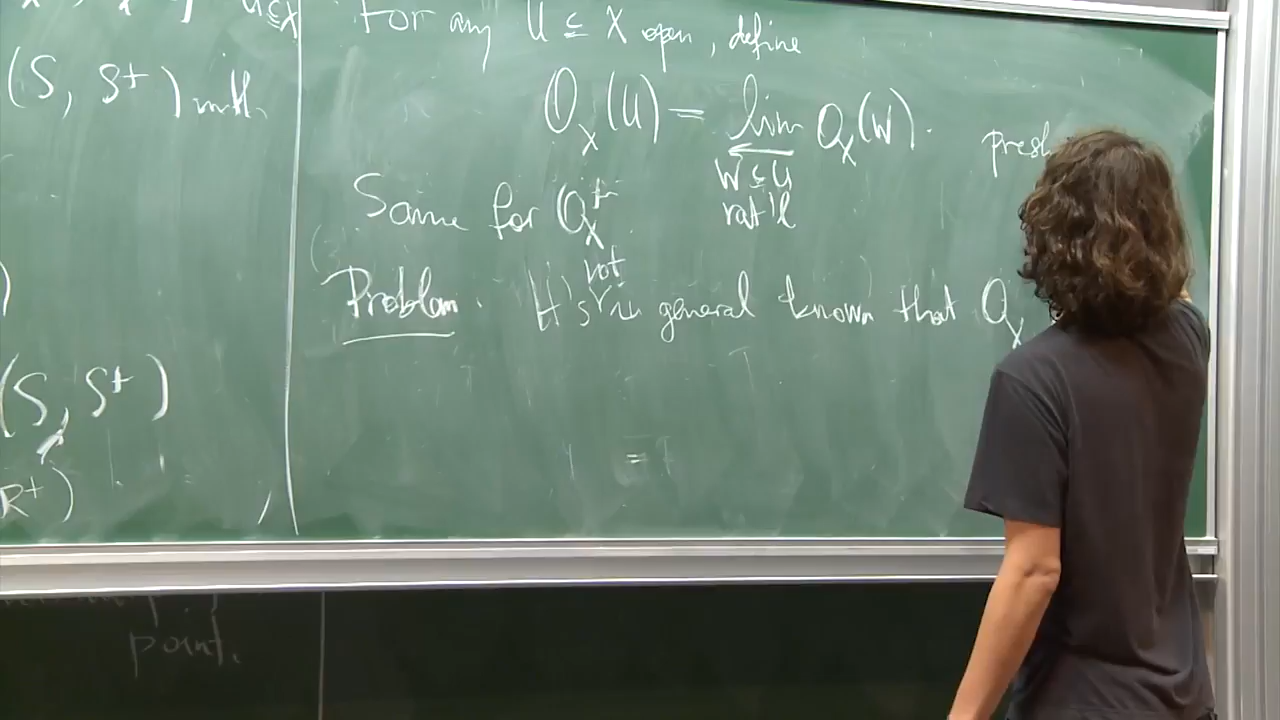 (S, S⁺) with
(S, S⁺)
R⁺)
For any U ⊆ X open, define
O_X(U) = lim O_X(W).
←
W ⊆ U
rat'l
Same for O_X⁺.
Problem. It's not in general known that O_X
point.